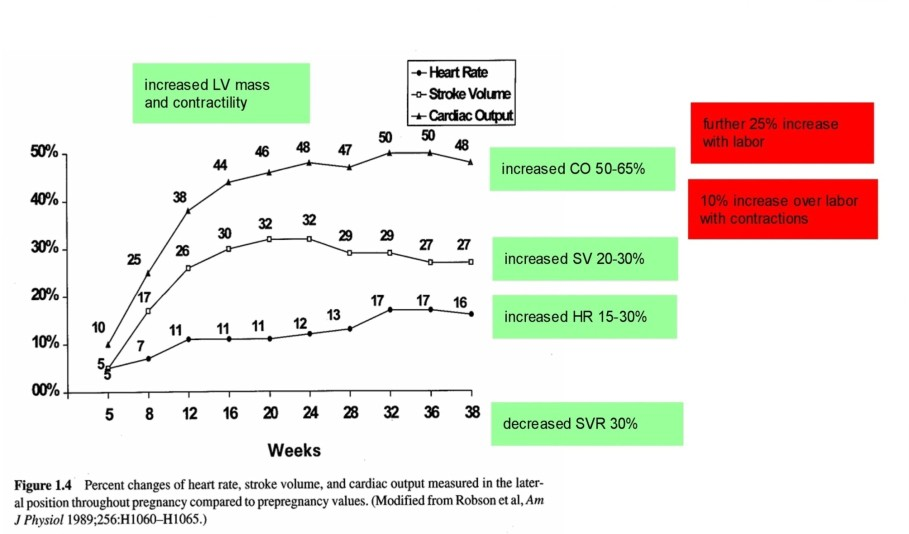 increased LV mass
and contractility
Heart Rate
Stroke Volume
Cardiac Output
further 25% increase
with labor
10% increase over labor
with contractions
increased CO 50-65%
increased SV 20-30%
increased HR 15-30%
decreased SVR 30%
50%
40%
30%
20%
10%
00%
10 25 38 44 46 48 47 50 50 48
5 17 26 30 32 32 29 29 27 27
5 7 11 11 11 12 13 17 17 16
5 8 12 16 20 24 28 32 36 38
Weeks
Figure 1.4 Percent changes of heart rate, stroke volume, and cardiac output measured in the later-
al position throughout pregnancy compared to prepregnancy values. (Modified from Robson et al, Am
J Physiol 1989;256:H1060–H1065.)